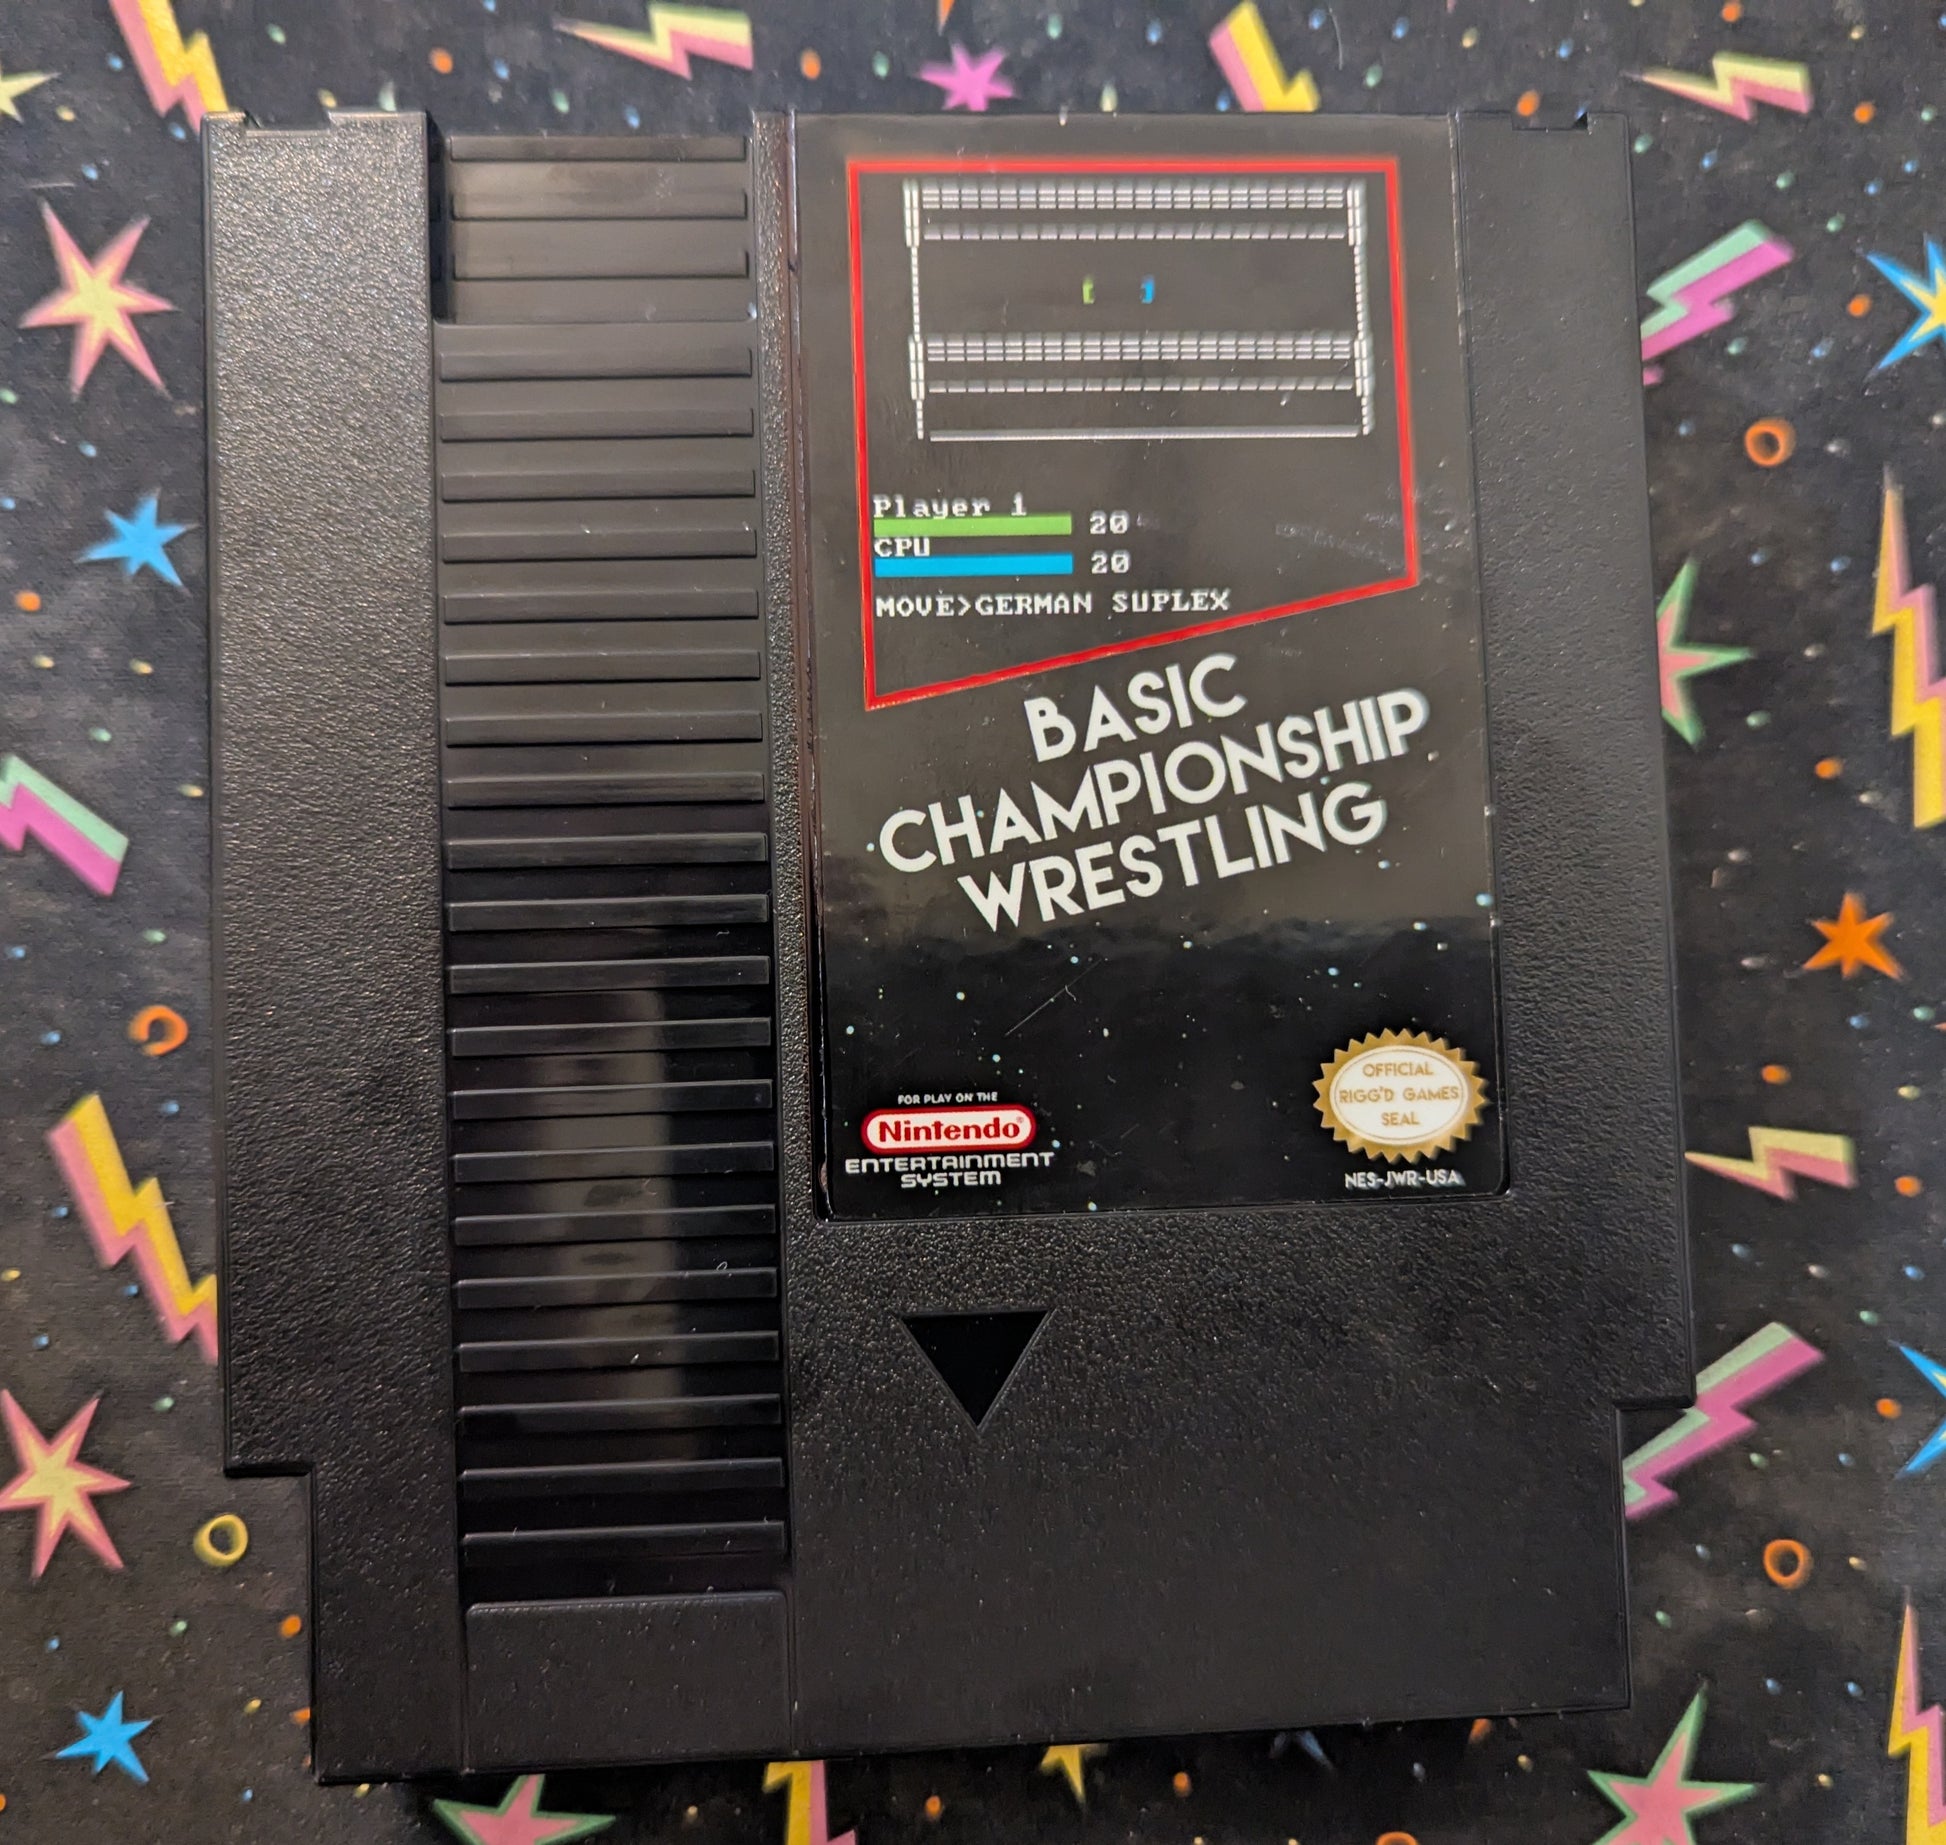 Player 1
20
CPU
20
MOVE>GERMAN SUPLEX
BASIC
CHAMPIONSHIP
WRESTLING
FOR PLAY ON THE
Nintendo®
ENTERTAINMENT
SYSTEM
OFFICIAL
RIGG'D GAMES
SEAL
NES-JWR-USA